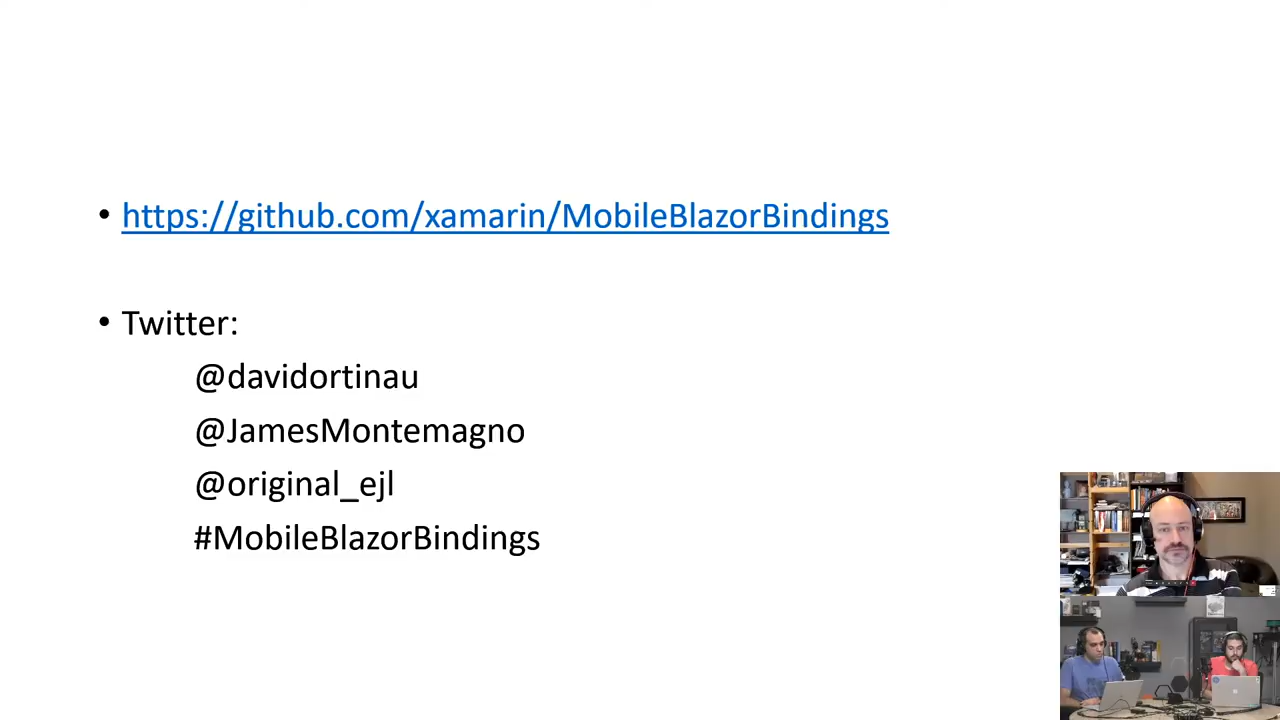 • https://github.com/xamarin/MobileBlazorBindings
• Twitter:
@davidortinau
@JamesMontemagno
@original_ejl
#MobileBlazorBindings